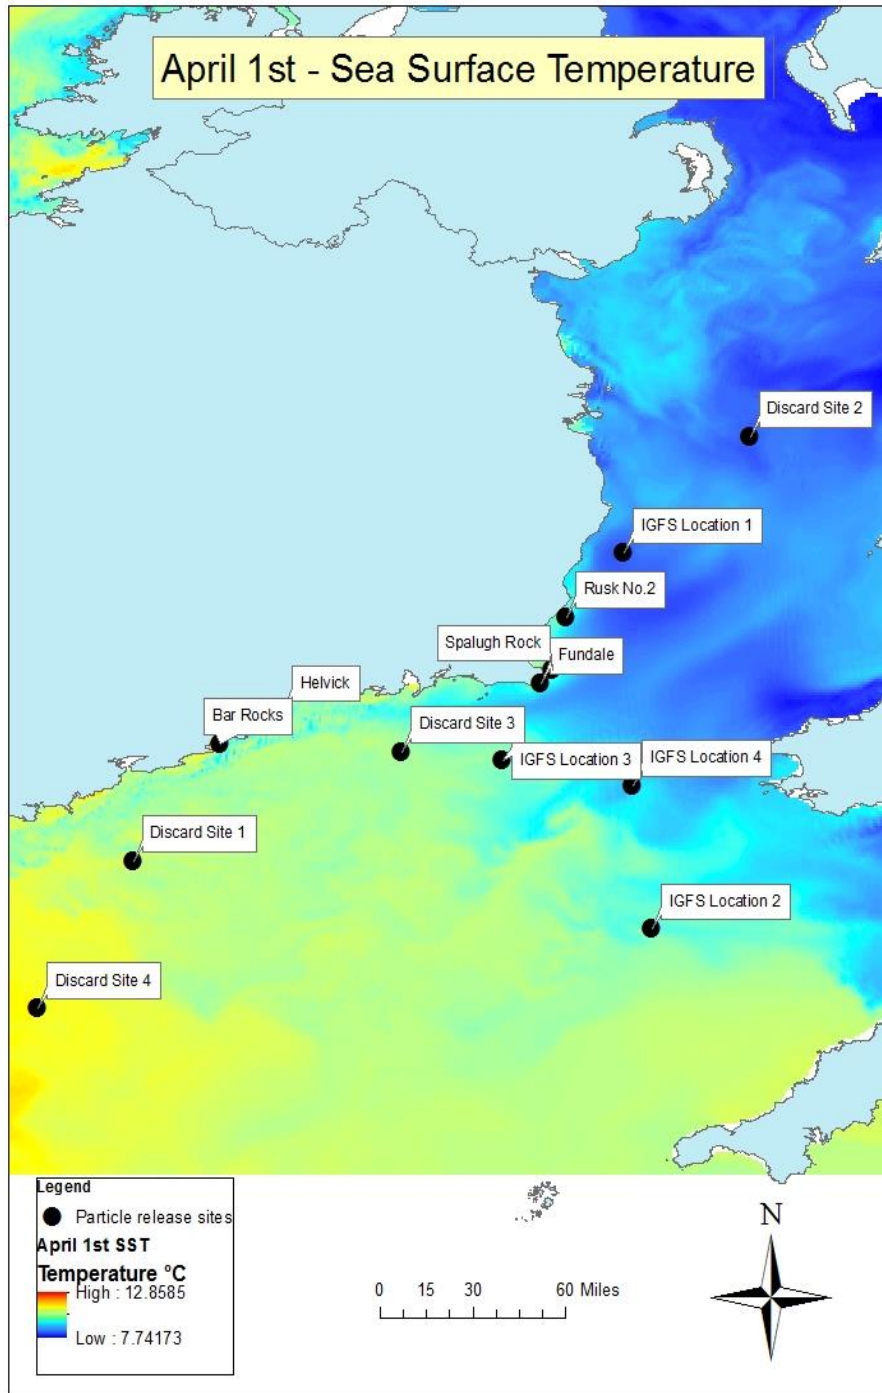 April 1st - Sea Surface Temperature
Discard Site 2
IGFS Location 1
Rusk No.2
Spalugh Rock
Fundale
Helvick
Bar Rocks
Discard Site 3
IGFS Location 3
IGFS Location 4
Discard Site 1
IGFS Location 2
Discard Site 4
Legend
Particle release sites
April 1st SST
Temperature °C
High : 12.8585
Low : 7.74173
0 15 30 60 Miles
N